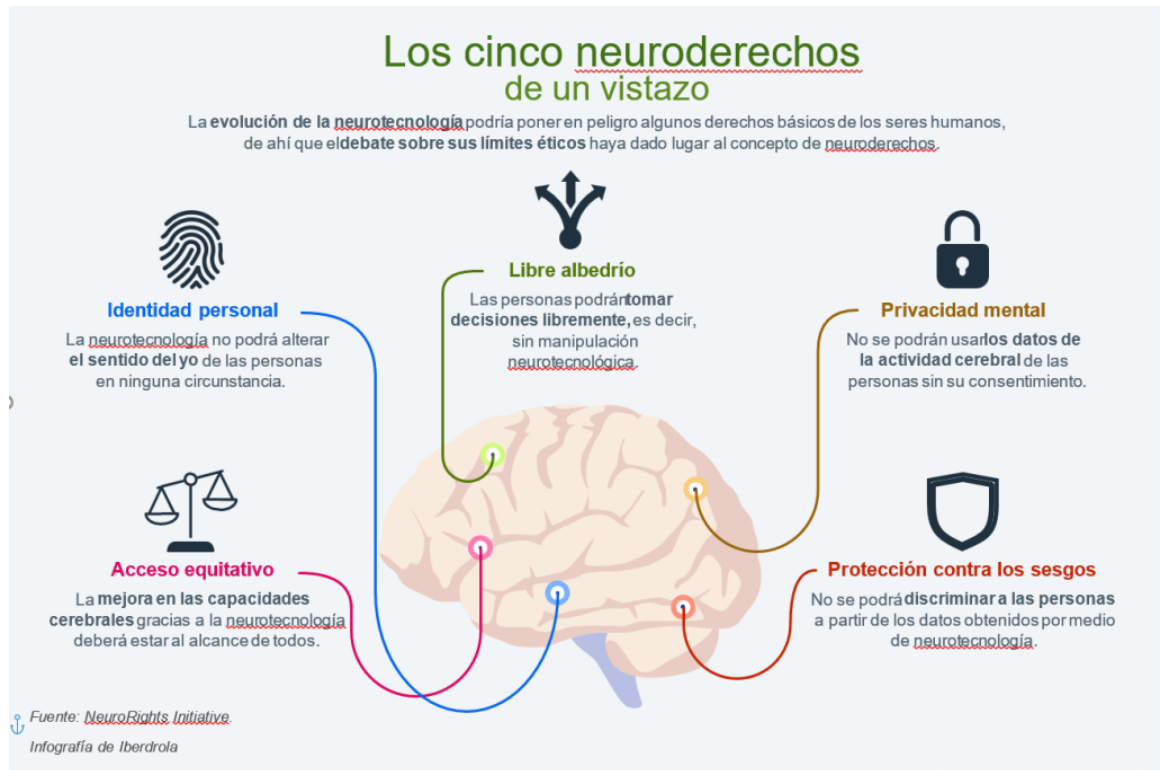 Los cinco neuroderechos
de un vistazo
La evolución de la neurotecnología podría poner en peligro algunos derechos básicos de los seres humanos,
de ahí que el debate sobre sus límites éticos haya dado lugar al concepto de neuroderechos.
Libre albedrío
Las personas podrán tomar
decisiones libremente, es decir,
sin manipulación
neurotecnológica.
Identidad personal
La neurotecnología no podrá alterar
el sentido del yo de las personas
en ninguna circunstancia.
Privacidad mental
No se podrán usar los datos de
la actividad cerebral de las
personas sin su consentimiento.
Acceso equitativo
La mejora en las capacidades
cerebrales gracias a la neurotecnología
deberá estar al alcance de todos.
Protección contra los sesgos
No se podrá discriminar a las personas
a partir de los datos obtenidos por medio
de neurotecnología.
Fuente: NeuroRights Initiative.
Infografía de Iberdrola